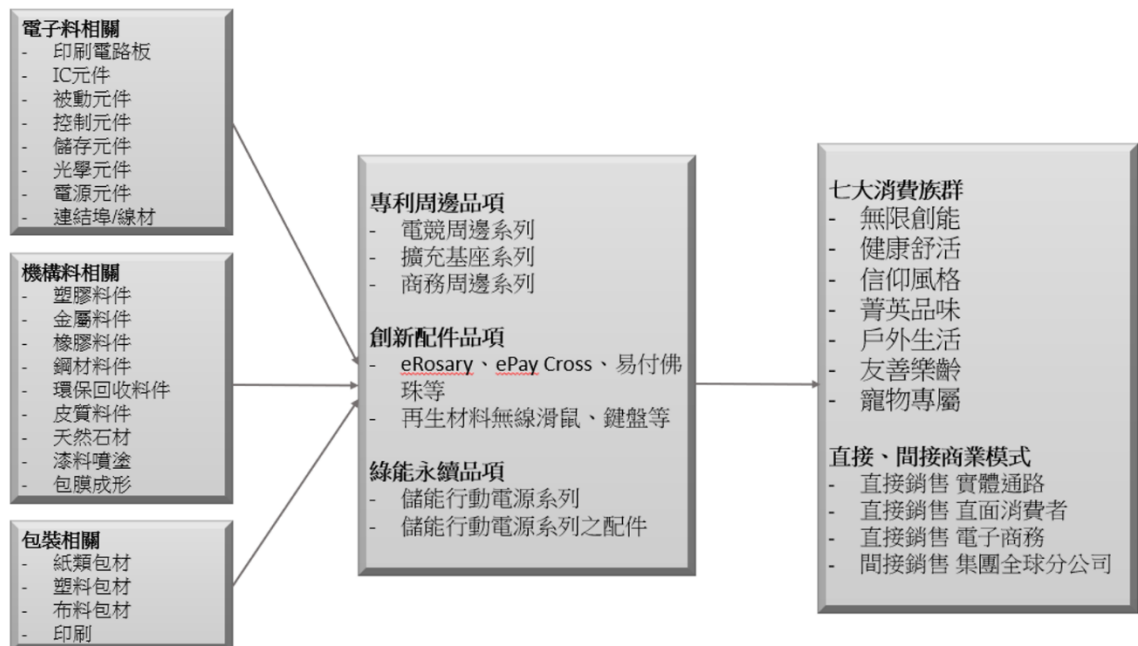 電子料相關
- 印刷電路板
- IC元件
- 被動元件
- 控制元件
- 儲存元件
- 光學元件
- 電源元件
- 連結埠/線材
機構料相關
- 塑膠料件
- 金屬料件
- 橡膠料件
- 鋼材料件
- 環保回收料件
- 皮質料件
- 天然石材
- 漆料噴塗
- 包膜成形
包裝相關
- 紙類包材
- 塑料包材
- 布料包材
- 印刷
專利周邊品項
- 電競周邊系列
- 擴充基座系列
- 商務周邊系列
創新配件品項
- eRosary、ePay Cross、易付佛
珠等
- 再生材料無線滑鼠、鍵盤等
綠能永續品項
- 儲能行動電源系列
- 儲能行動電源系列之配件
七大消費族群
- 無限創能
- 健康舒活
- 信仰風格
- 菁英品味
- 戶外生活
- 友善樂齡
- 寵物專屬
直接、間接商業模式
- 直接銷售 實體通路
- 直接銷售 直面消費者
- 直接銷售 電子商務
- 間接銷售 集團全球分公司